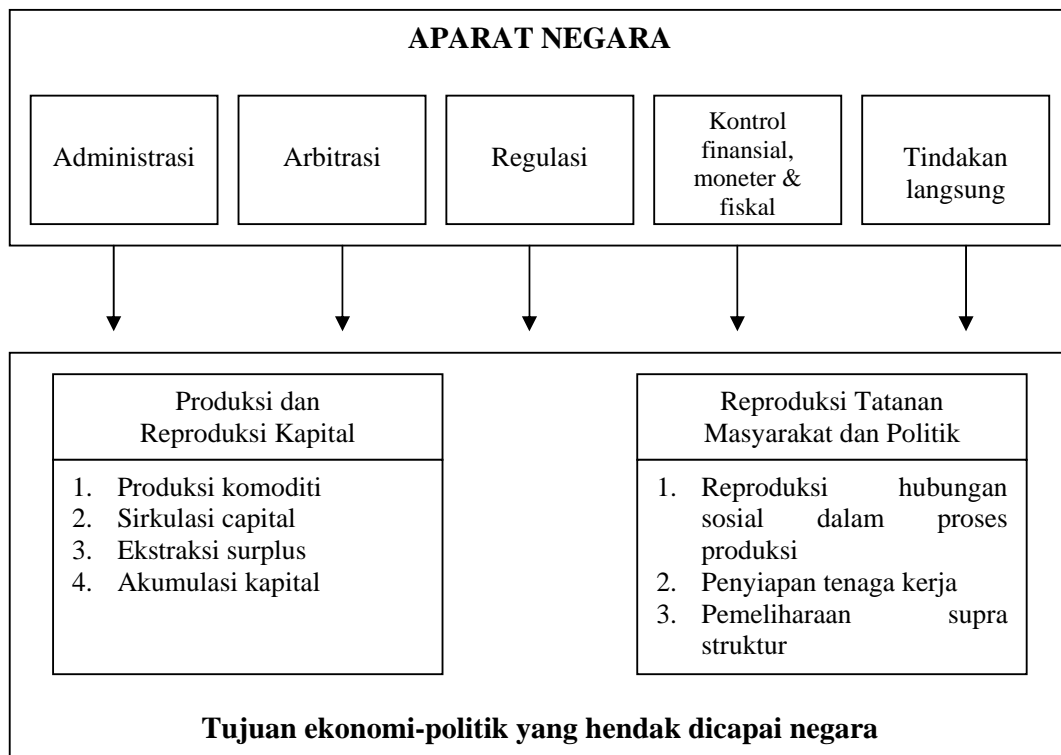 APARAT NEGARA
Administrasi
Arbitrasi
Regulasi
Kontrol
finansial,
moneter &
fiskal
Tindakan
langsung
Produksi dan
Reproduksi Kapital
1. Produksi komoditi
2. Sirkulasi capital
3. Ekstraksi surplus
4. Akumulasi kapital
Reproduksi Tatanan
Masyarakat dan Politik
1. Reproduksi hubungan
sosial dalam proses
produksi
2. Penyiapan tenaga kerja
3. Pemeliharaan supra
struktur
Tujuan ekonomi-politik yang hendak dicapai negara